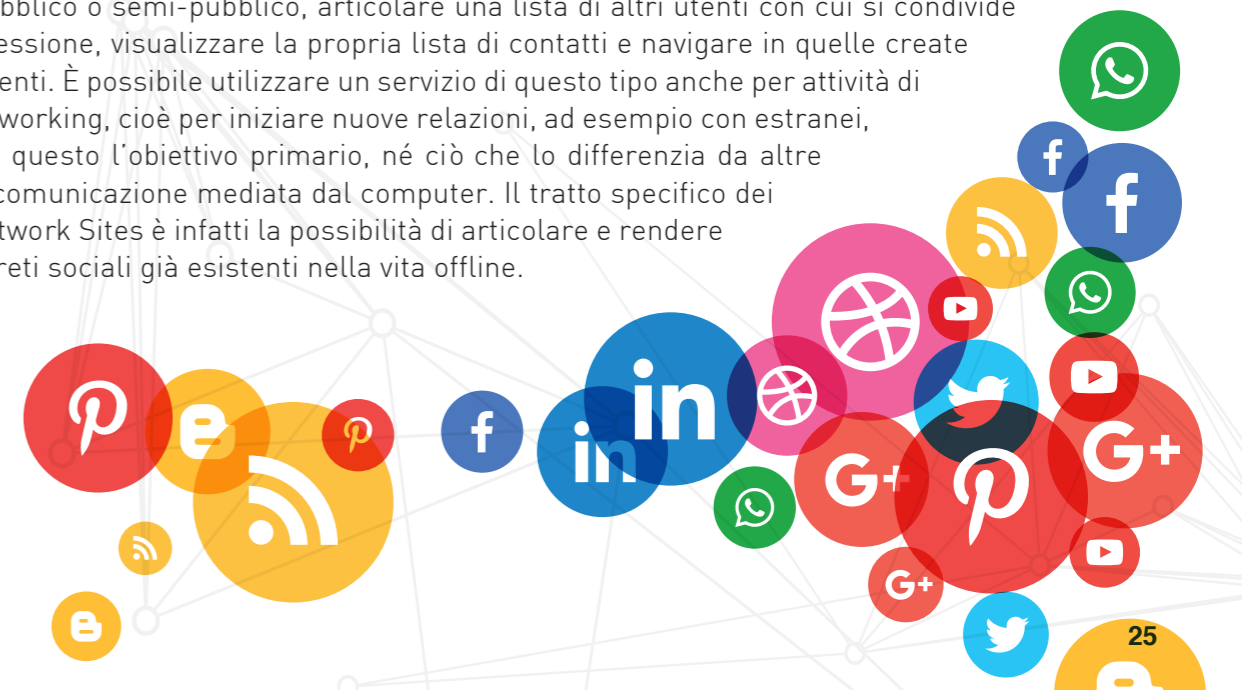 bblico o semi-pubblico, articolare una lista di altri utenti con cui si condivide
essione, visualizzare la propria lista di contatti e navigare in quelle create
enti. È possibile utilizzare un servizio di questo tipo anche per attività di
working, cioè per iniziare nuove relazioni, ad esempio con estranei,
questo l'obiettivo primario, né ciò che lo differenzia da altre
comunicazione mediata dal computer. Il tratto specifico dei
twork Sites è infatti la possibilità di articolare e rendere
reti sociali già esistenti nella vita offline.
25